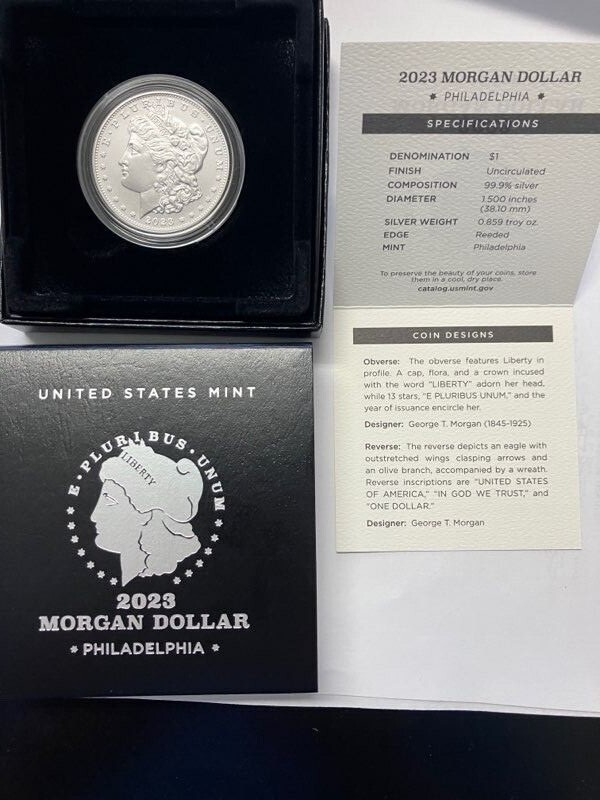 E·PLURIBUS·UNUM
2023
2023 MORGAN DOLLAR
* PHILADELPHIA *
SPECIFICATIONS
DENOMINATION $1
FINISH Uncirculated
COMPOSITION 99.9% silver
DIAMETER 1.500 inches
(38.10 mm)
SILVER WEIGHT 0.859 troy oz.
EDGE Reeded
MINT Philadelphia
To preserve the beauty of your coins, store
them in a cool, dry place.
catalog.usmint.gov
COIN DESIGNS
Obverse: The obverse features Liberty in
profile. A cap, flora, and a crown incused
with the word "LIBERTY" adorn her head,
while 13 stars, "E PLURIBUS UNUM," and the
year of issuance encircle her.
Designer: George T. Morgan (1845-1925)
Reverse: The reverse depicts an eagle with
outstretched wings clasping arrows and
an olive branch, accompanied by a wreath.
Reverse inscriptions are "UNITED STATES
OF AMERICA," "IN GOD WE TRUST," and
"ONE DOLLAR."
Designer: George T. Morgan
UNITED STATES MINT
E·PLURIBUS·UNUM
LIBERTY
2023
MORGAN DOLLAR
* PHILADELPHIA *